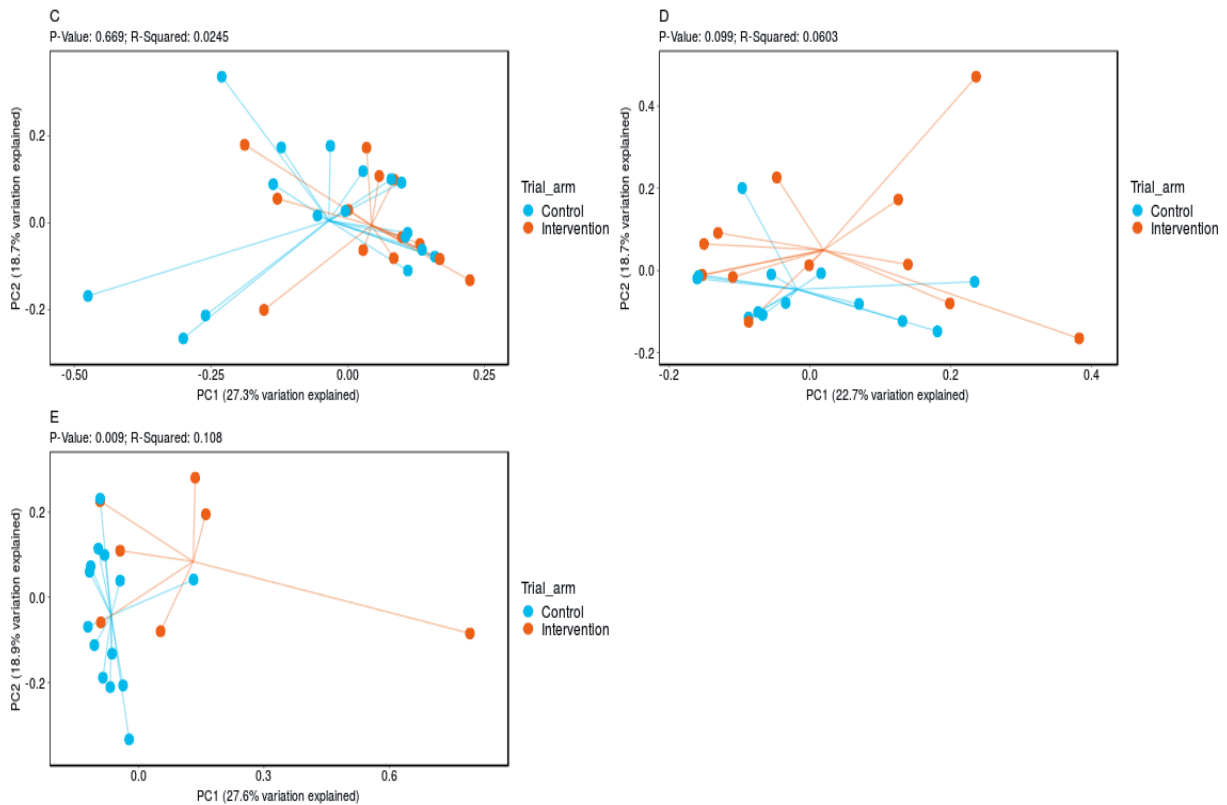 C
P-Value: 0.669; R-Squared: 0.0245
PC2 (18.7% variation explained)
0.2
0.0
-0.2
-0.50
-0.25
0.00
0.25
PC1 (27.3% variation explained)
Trial_arm
Control
Intervention
D
P-Value: 0.099; R-Squared: 0.0603
PC2 (18.7% variation explained)
0.4
0.2
0.0
-0.2
-0.2
0.0
0.2
0.4
PC1 (22.7% variation explained)
Trial_arm
Control
Intervention
E
P-Value: 0.009; R-Squared: 0.108
PC2 (18.9% variation explained)
0.2
0.0
-0.2
0.0
0.3
0.6
PC1 (27.6% variation explained)
Trial_arm
Control
Intervention